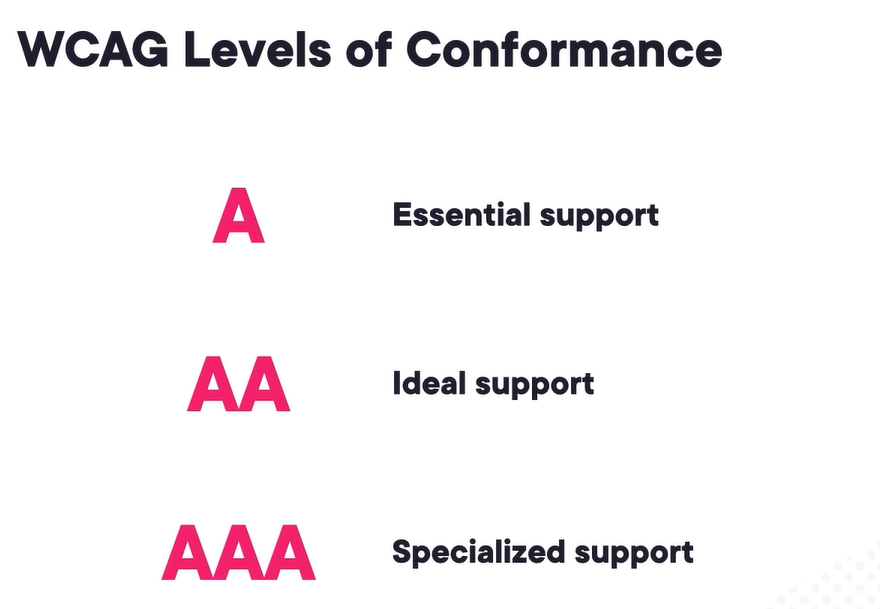 WCAG Levels of Conformance
A Essential support
AA Ideal support
AAA Specialized support